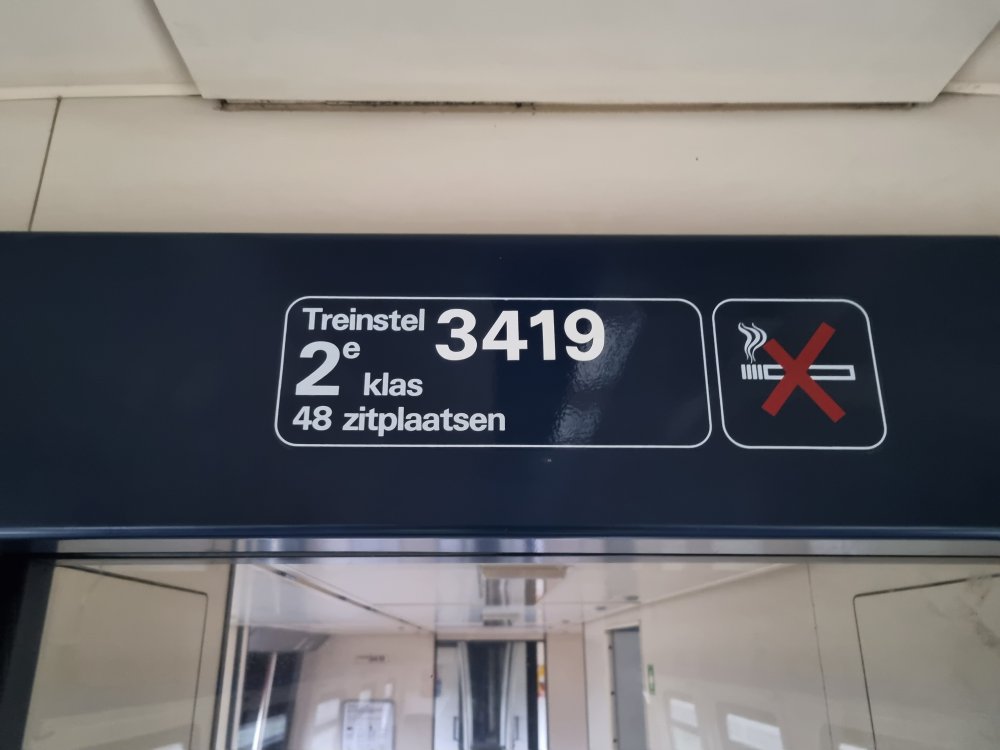 Treinstel 3419
2e klas
48 zitplaatsen